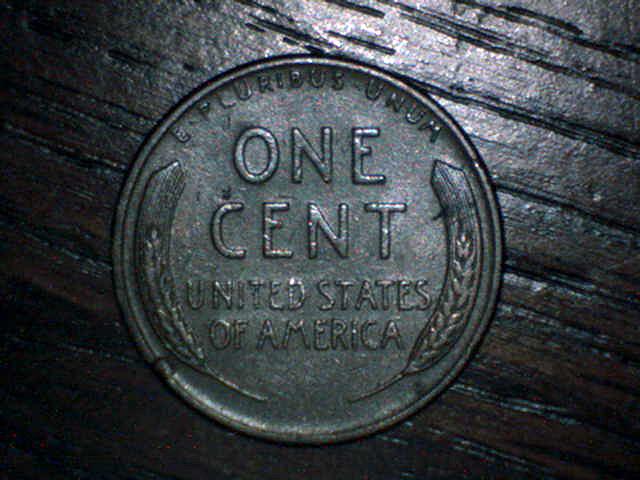 E PLURIBUS UNUM
ONE
CENT
UNITED STATES
OF AMERICA